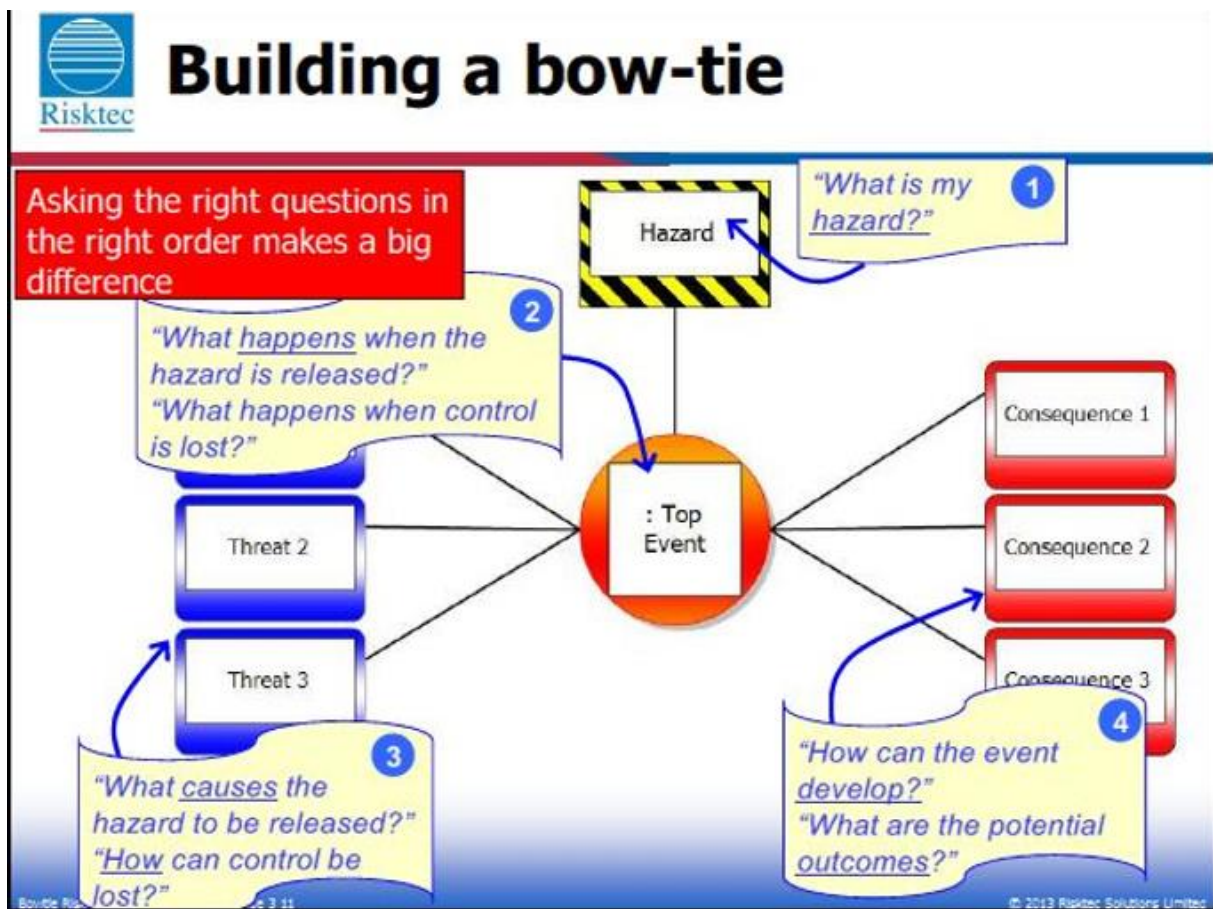 Risktec
Building a bow-tie
Asking the right questions in
the right order makes a big
difference
Hazard
“What is my
hazard?”
1
2
“What happens when the
hazard is released?”
“What happens when control
is lost?”
: Top
Event
Threat 2
Threat 3
Consequence 1
Consequence 2
Consequence 3
3
“What causes the
hazard to be released?”
“How can control be
lost?”
4
“How can the event
develop?”
“What are the potential
outcomes?”
Bowtie
3 11
© 2013 Risktec Solutions Limited